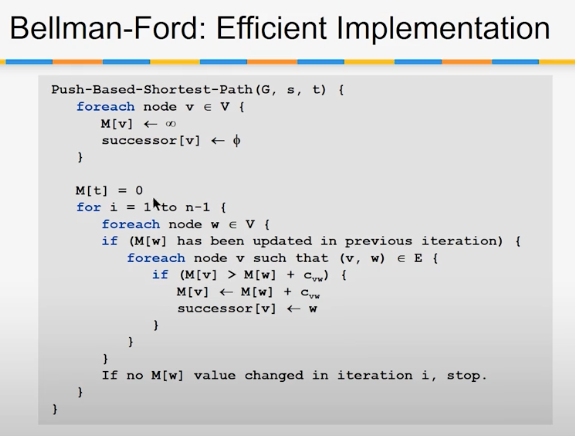 Bellman-Ford: Efficient Implementation
Push-Based-Shortest-Path(G, s, t) {
foreach node v ∈ V {
M[v] ← ∞
successor[v] ← ϕ
}
M[t] = 0
for i = 1 to n-1 {
foreach node w ∈ V {
if (M[w] has been updated in previous iteration) {
foreach node v such that (v, w) ∈ E {
if (M[v] > M[w] + cvw) {
M[v] ← M[w] + cvw
successor[v] ← w
}
}
}
If no M[w] value changed in iteration i, stop.
}
}